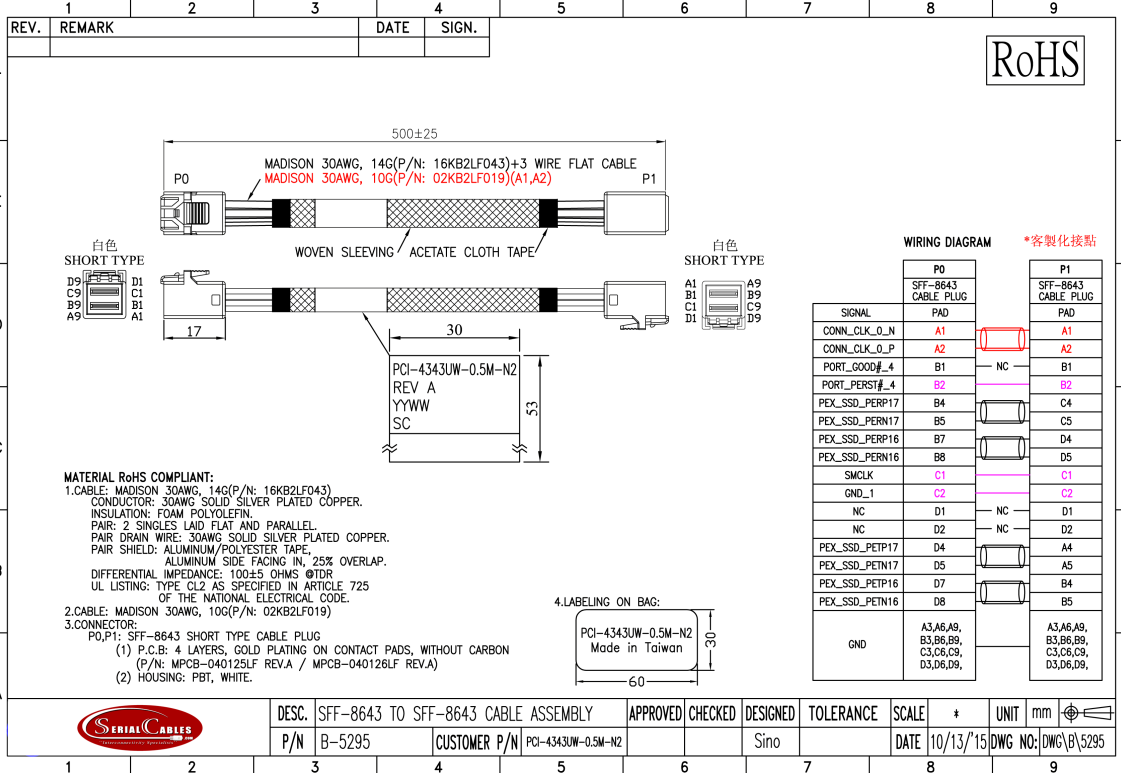 1 2 3 4 5 6 7 8 9
REV. REMARK DATE SIGN.
RoHS
500±25
MADISON 30AWG, 14G(P/N: 16KB2LF043)+3 WIRE FLAT CABLE
MADISON 30AWG, 10G(P/N: 02KB2LF019)(A1,A2)
P0 P1
WOVEN SLEEVING ACETATE CLOTH TAPE
白色
SHORT TYPE
D9 D1
C9 C1
B9 B1
A9 A1
白色
SHORT TYPE
A1 A9
B1 B9
C1 C9
D1 D9
17
30
53
PCI-4343UW-0.5M-N2
REV A
YYWW
SC
WIRING DIAGRAM *客製化接點
P0 P1
SFF-8643 SFF-8643
CABLE PLUG CABLE PLUG
SIGNAL PAD PAD
CONN_CLK_0_N A1 A1
CONN_CLK_0_P A2 A2
PORT_GOOD#_4 B1 NC B1
PORT_PERST#_4 B2 B2
PEX_SSD_PERP17 B4 C4
PEX_SSD_PERN17 B5 C5
PEX_SSD_PERP16 B7 D4
PEX_SSD_PERN16 B8 D5
SMCLK C1 C1
GND_1 C2 C2
NC D1 NC D1
NC D2 NC D2
PEX_SSD_PETP17 D4 A4
PEX_SSD_PETN17 D5 A5
PEX_SSD_PETP16 D7 B4
PEX_SSD_PETN16 D8 B5
GND
A3,A6,A9, A3,A6,A9,
B3,B6,B9, B3,B6,B9,
C3,C6,C9, C3,C6,C9,
D3,D6,D9, D3,D6,D9,
MATERIAL RoHS COMPLIANT:
1.CABLE: MADISON 30AWG, 14G(P/N: 16KB2LF043)
CONDUCTOR: 30AWG SOLID SILVER PLATED COPPER.
INSULATION: FOAM POLYOLEFIN.
PAIR: 2 SINGLES LAID FLAT AND PARALLEL.
PAIR DRAIN WIRE: 30AWG SOLID SILVER PLATED COPPER.
PAIR SHIELD: ALUMINUM/POLYESTER TAPE,
ALUMINUM SIDE FACING IN, 25% OVERLAP.
DIFFERENTIAL IMPEDANCE: 100±5 OHMS @TDR
UL LISTING: TYPE CL2 AS SPECIFIED IN ARTICLE 725
OF THE NATIONAL ELECTRICAL CODE.
2.CABLE: MADISON 30AWG, 10G(P/N: 02KB2LF019)
3.CONNECTOR:
P0,P1: SFF-8643 SHORT TYPE CABLE PLUG
(1) P.C.B: 4 LAYERS, GOLD PLATING ON CONTACT PADS, WITHOUT CARBON
(P/N: MPCB-040125LF REV.A / MPCB-040126LF REV.A)
(2) HOUSING: PBT, WHITE.
4.LABELING ON BAG:
PCI-4343UW-0.5M-N2
Made in Taiwan
30
60
SERIAL CABLES
Interconnectivity Specialists
.com
DESC. SFF-8643 TO SFF-8643 CABLE ASSEMBLY APPROVED CHECKED DESIGNED TOLERANCE SCALE * UNIT mm
P/N B-5295 CUSTOMER P/N PCI-4343UW-0.5M-N2 Sino DATE 10/13/'15 DWG NO: DWG\B\5295
1 2 3 4 5 6 7 8 9
C
D
C
B
A